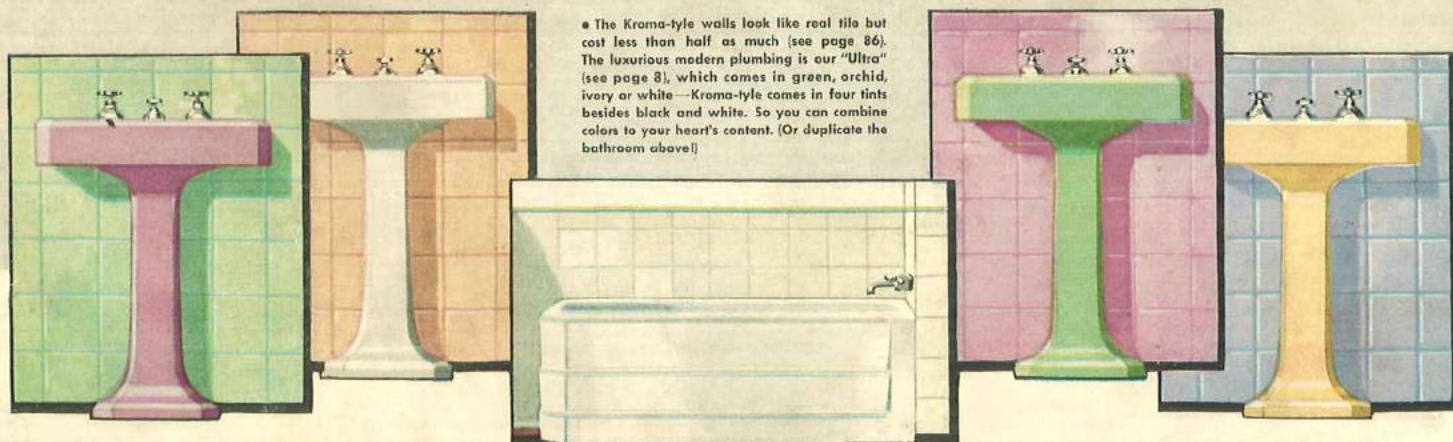 • The Kroma-tyle walls look like real tile but
cost less than half as much (see page 86).
The luxurious modern plumbing is our "Ultra"
(see page 8), which comes in green, orchid,
ivory or white—Kroma-tyle comes in four tints
besides black and white. So you can combine
colors to your heart's content. (Or duplicate the
bathroom above!)